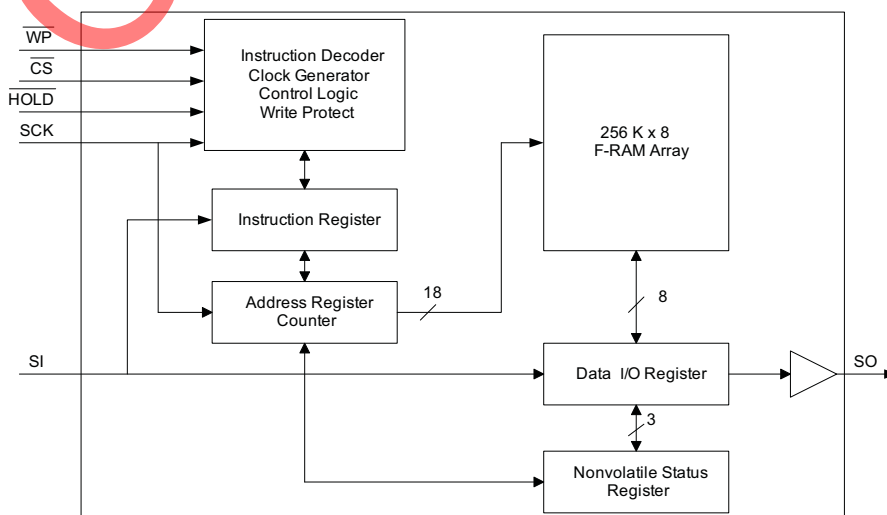 WP
CS
HOLD
SCK
Instruction Decoder
Clock Generator
Control Logic
Write Protect
256 K x 8
F-RAM Array
Instruction Register
Address Register
Counter
18
8
SI
Data I/O Register
SO
3
Nonvolatile Status
Register